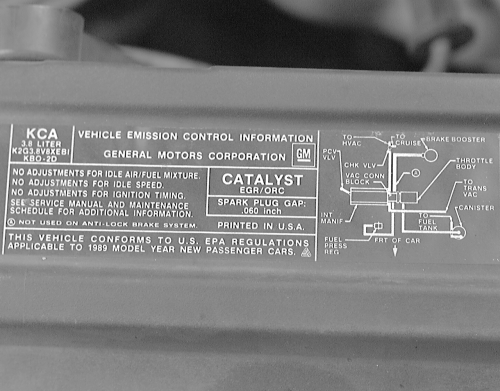 KCA
3.8 LITER
K2G3.8V8XEB1
KB0-2D
VEHICLE EMISSION CONTROL INFORMATION
GENERAL MOTORS CORPORATION
GM
NO ADJUSTMENTS FOR IDLE AIR/FUEL MIXTURE.
NO ADJUSTMENTS FOR IDLE SPEED.
NO ADJUSTMENTS FOR IGNITION TIMING.
SEE SERVICE MANUAL AND MAINTENANCE
SCHEDULE FOR ADDITIONAL INFORMATION.
CATALYST
EGR/ORC
SPARK PLUG GAP:
.060 inch
NOT USED ON ANTI-LOCK BRAKE SYSTEM.
PRINTED IN U.S.A.
THIS VEHICLE CONFORMS TO U.S. EPA REGULATIONS
APPLICABLE TO 1989 MODEL YEAR NEW PASSENGER CARS.
TO
HVAC
TO
CRUISE
BRAKE BOOSTER
PCV
VLV
CHK VLV
THROTTLE
BODY
VAC CONN
BLOCK
TO
TRANS
VAC
CANISTER
INT
MANIF
TO
FUEL
TANK
FUEL
PRESS
REG
FRT OF CAR